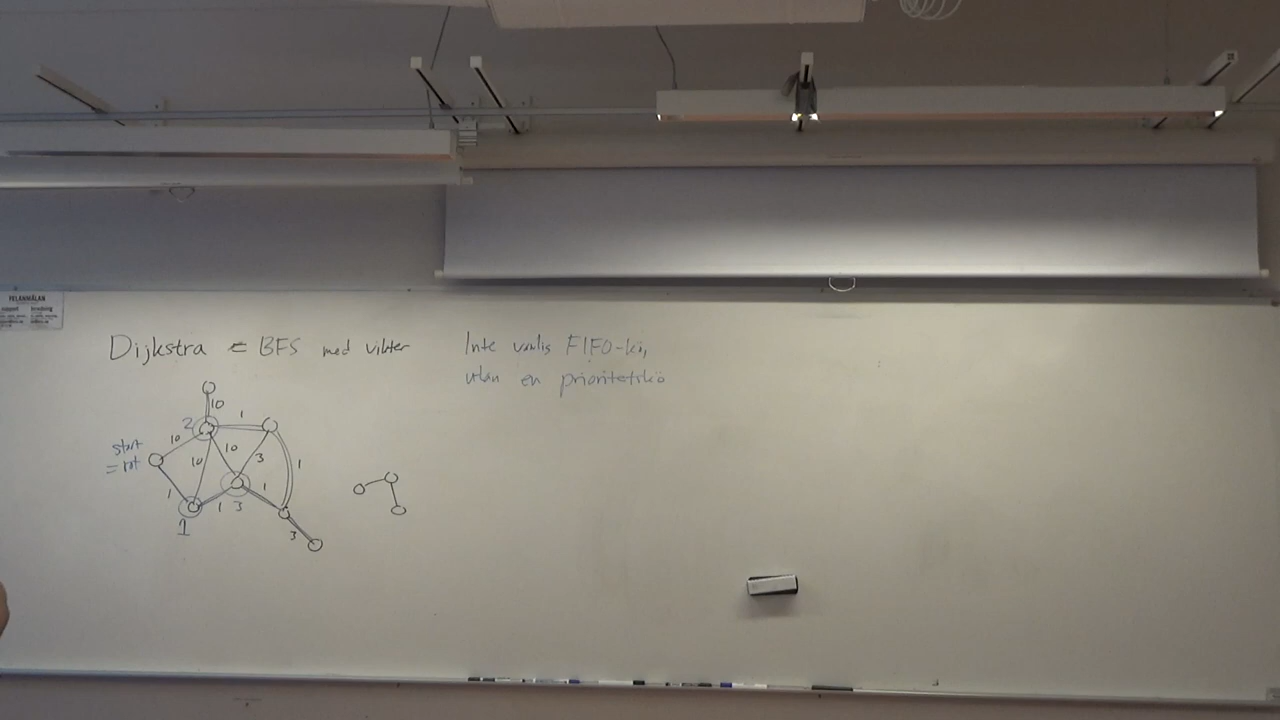 FELANMÄLAN
Dijkstra = BFS med vikter
Inte vanlig FIFO-kö,
utan en prioritetskö
10
2
1
start
= rot
10
10
10
3
1
1
1
1
3
1
3